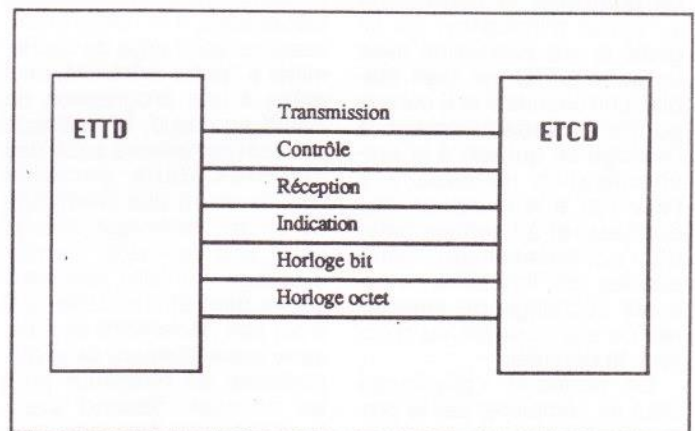 ETTD
ETCD
Transmission
Contrôle
Réception
Indication
Horloge bit
Horloge octet